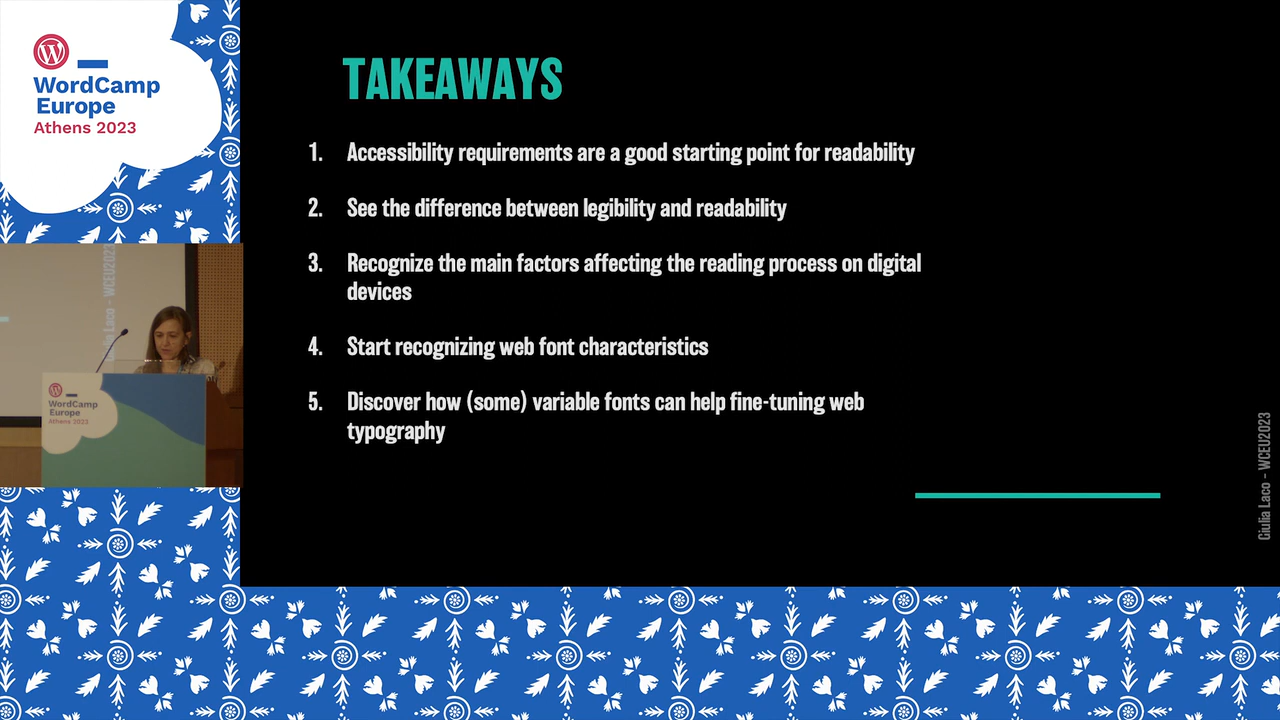 WordCamp
Europe
Athens 2023
TAKEAWAYS
1. Accessibility requirements are a good starting point for readability
2. See the difference between legibility and readability
3. Recognize the main factors affecting the reading process on digital
devices
4. Start recognizing web font characteristics
5. Discover how (some) variable fonts can help fine-tuning web
typography
Giulia Laco - WCEU2023
Giulia Laco - WCEU2023
WordCamp
Europe
Athens 2023